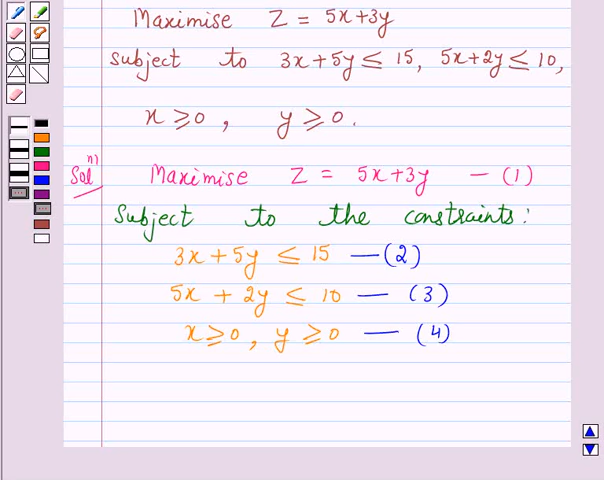 Maximise Z = 5x+3y
Subject to 3x+5y ≤ 15, 5x+2y ≤ 10,
x ≥ 0 , y ≥ 0.
Solⁿ⁾ Maximise Z = 5x+3y — (1)
Subject to the constraints:
3x + 5y ≤ 15 — (2)
5x + 2y ≤ 10 — (3)
x ≥ 0 , y ≥ 0 — (4)